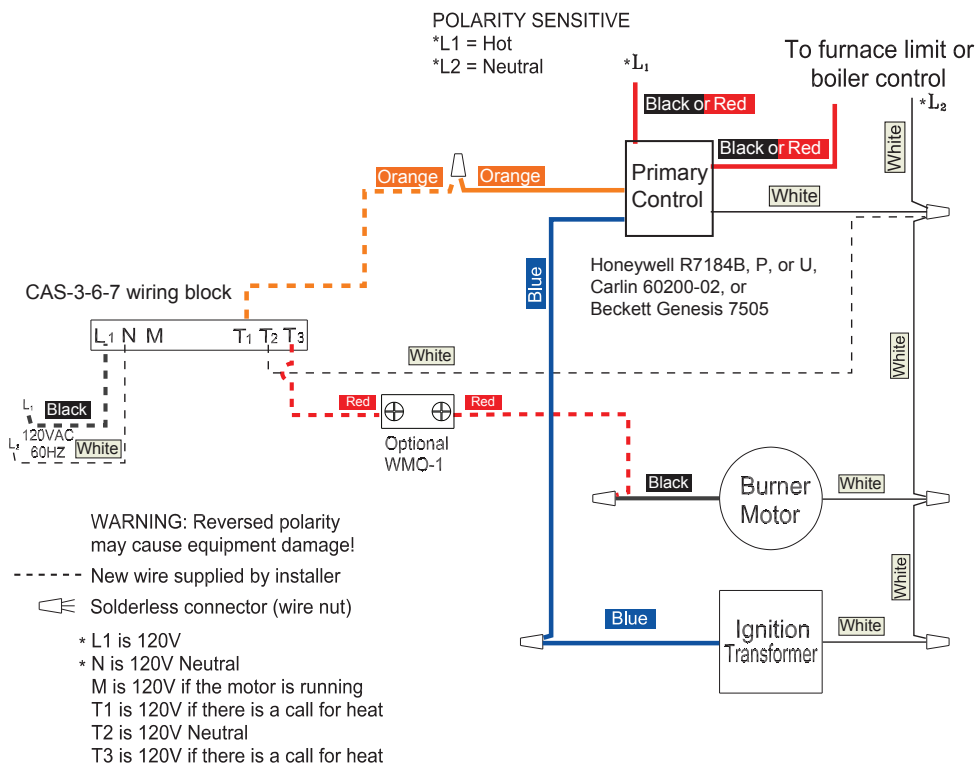 POLARITY SENSITIVE
*L1 = Hot
*L2 = Neutral
*L1
To furnace limit or
boiler control
*L2
Black or Red
Black or Red
White
Orange
Orange
Primary
Control
White
Blue
Honeywell R7184B, P, or U,
Carlin 60200-02, or
Beckett Genesis 7505
CAS-3-6-7 wiring block
L1 N M T1 T2 T3
White
White
L1
Black
120VAC
60HZ
L2
White
Red
Red
Optional
WMO-1
Black
Burner
Motor
White
WARNING: Reversed polarity
may cause equipment damage!
New wire supplied by installer
Solderless connector (wire nut)
White
Blue
Ignition
Transformer
White
* L1 is 120V
* N is 120V Neutral
M is 120V if the motor is running
T1 is 120V if there is a call for heat
T2 is 120V Neutral
T3 is 120V if there is a call for heat